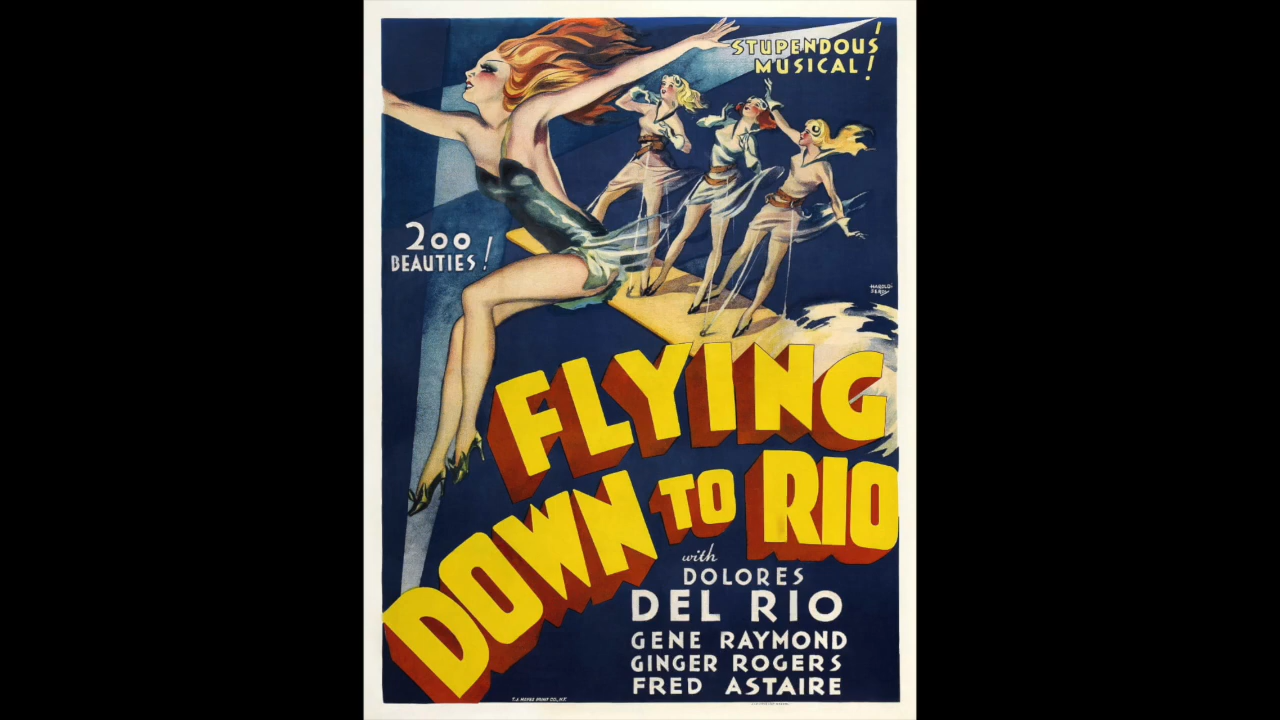 STUPENDOUS
MUSICAL!
200
BEAUTIES!
FLYING
DOWN TO RIO
with
DOLORES
DEL RIO
GENE RAYMOND
GINGER ROGERS
FRED ASTAIRE